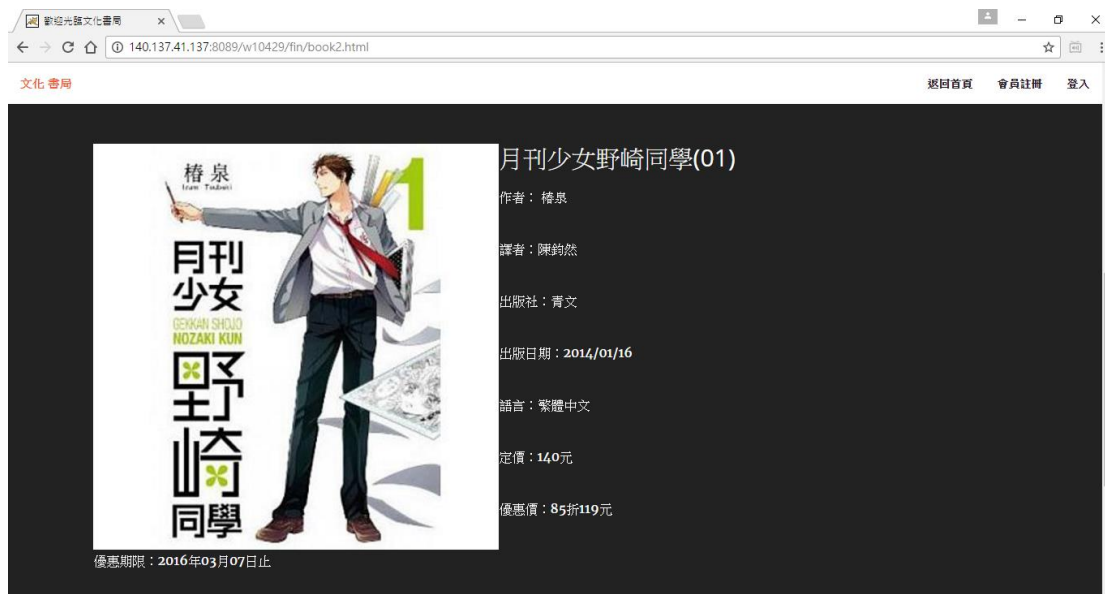 歡迎光臨文化書局
140.137.41.137:8089/w10429/fin/book2.html
文化 書局
返回首頁 會員註冊 登入
椿泉
Izumi Tsubaki
1
月刊
少女
GEKKAN SHOJO
NOZAKI KUN
野
崎
同學
月刊少女野崎同學(01)
作者： 椿泉
譯者：陳鈞然
出版社：青文
出版日期：2014/01/16
語言：繁體中文
定價：140元
優惠價：85折119元
優惠期限：2016年03月07日止